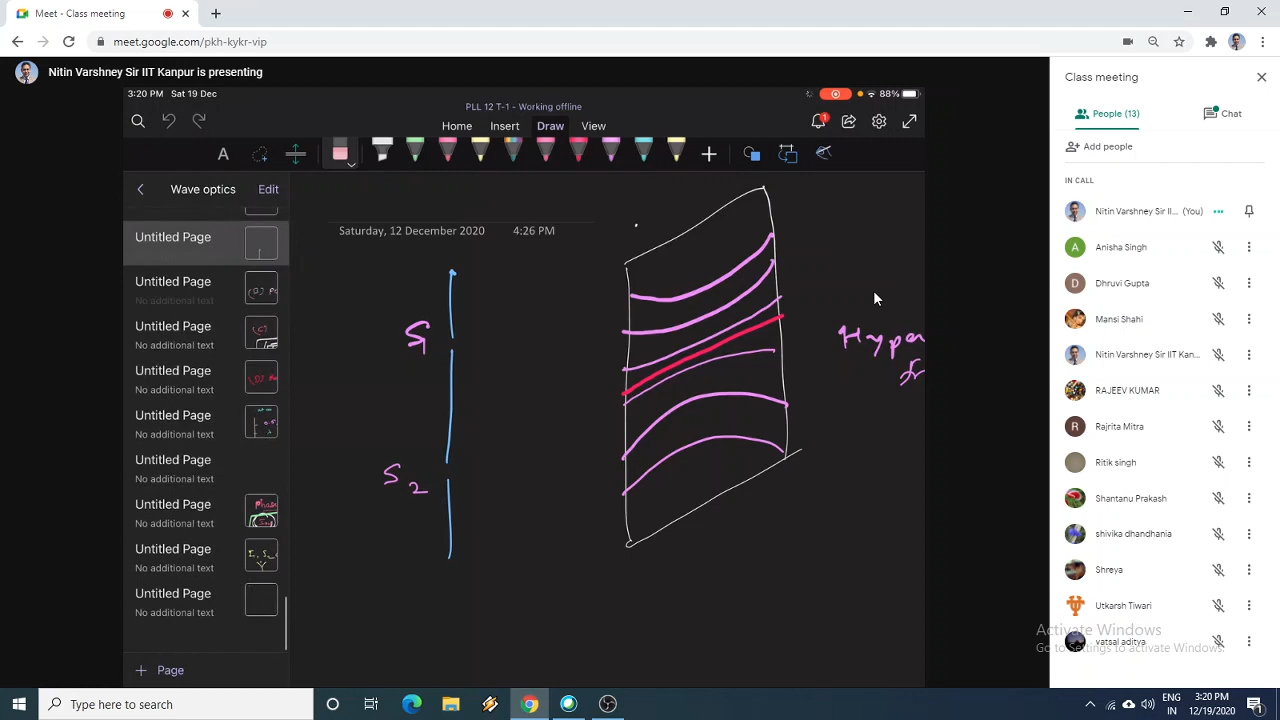 Meet - Class meeting
meet.google.com/pkh-kykr-vip
Nitin Varshney Sir IIT Kanpur is presenting
3:20 PM Sat 19 Dec
88%
PLL 12 T-1 - Working offline
Home Insert Draw View
1
A
Wave optics Edit
Untitled Page
Untitled Page
No additional text
Untitled Page
No additional text
Untitled Page
No additional text
Untitled Page
No additional text
Untitled Page
No additional text
Untitled Page
No additional text
Untitled Page
No additional text
Untitled Page
No additional text
+ Page
Saturday, 12 December 2020 4:26 PM
S1
S2
Hype
Class meeting
People (13)
Chat
Add people
IN CALL
Nitin Varshney Sir II... (You)
A Anisha Singh
D Dhruvi Gupta
Mansi Shahi
Nitin Varshney Sir IIT Kan...
RAJEEV KUMAR
R Rajrita Mitra
Ritik singh
Shantanu Prakash
shivika dhandhania
Shreya
Utkarsh Tiwari
vatsal aditya
Activate Windows
Go to Settings to activate Windows.
Type here to search
ENG
IN
3:20 PM
12/19/2020
1